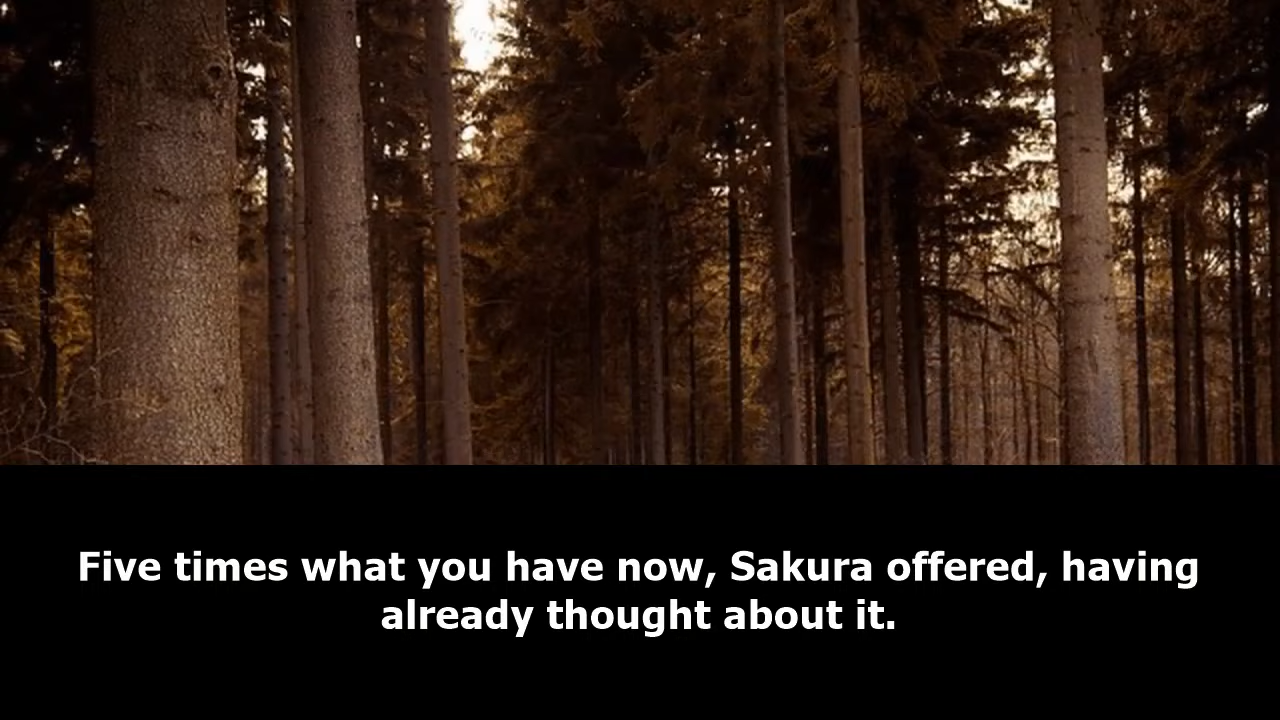 Five times what you have now, Sakura offered, having
already thought about it.